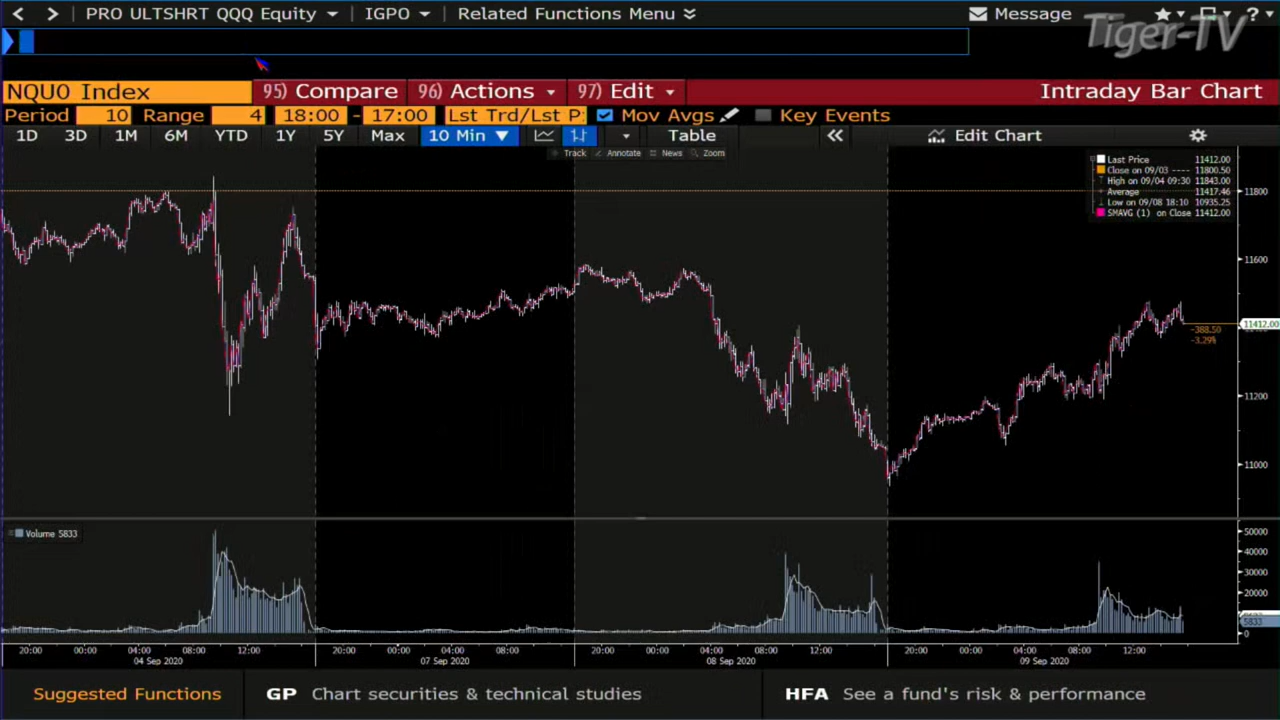 PRO ULTSHRT QQQ Equity IGPO Related Functions Menu Message ?
Tiger-TV
NQU0 Index 95) Compare 96) Actions 97) Edit Intraday Bar Chart
Period 10 Range 4 18:00 - 17:00 Lst Trd/Lst P: Mov Avgs Key Events
1D 3D 1M 6M YTD 1Y 5Y Max 10 Min Table Edit Chart
Track Annotate News Zoom
Last Price 11412.00
Close on 09/03 ---- 11800.50
High on 09/04 09:30 11843.00
Average 11417.46
Low on 09/08 18:10 10935.25
SMAVG (1) on Close 11412.00
11800
11600
11412.00
-388.50
-3.29%
11200
11000
Volume 5833
50000
40000
30000
20000
5833
0
20:00 00:00 04:00 08:00 12:00 20:00 00:00 04:00 08:00 20:00 00:00 04:00 08:00 12:00 20:00 00:00 04:00 08:00 12:00
04 Sep 2020 07 Sep 2020 08 Sep 2020 09 Sep 2020
Suggested Functions GP Chart securities & technical studies HFA See a fund's risk & performance